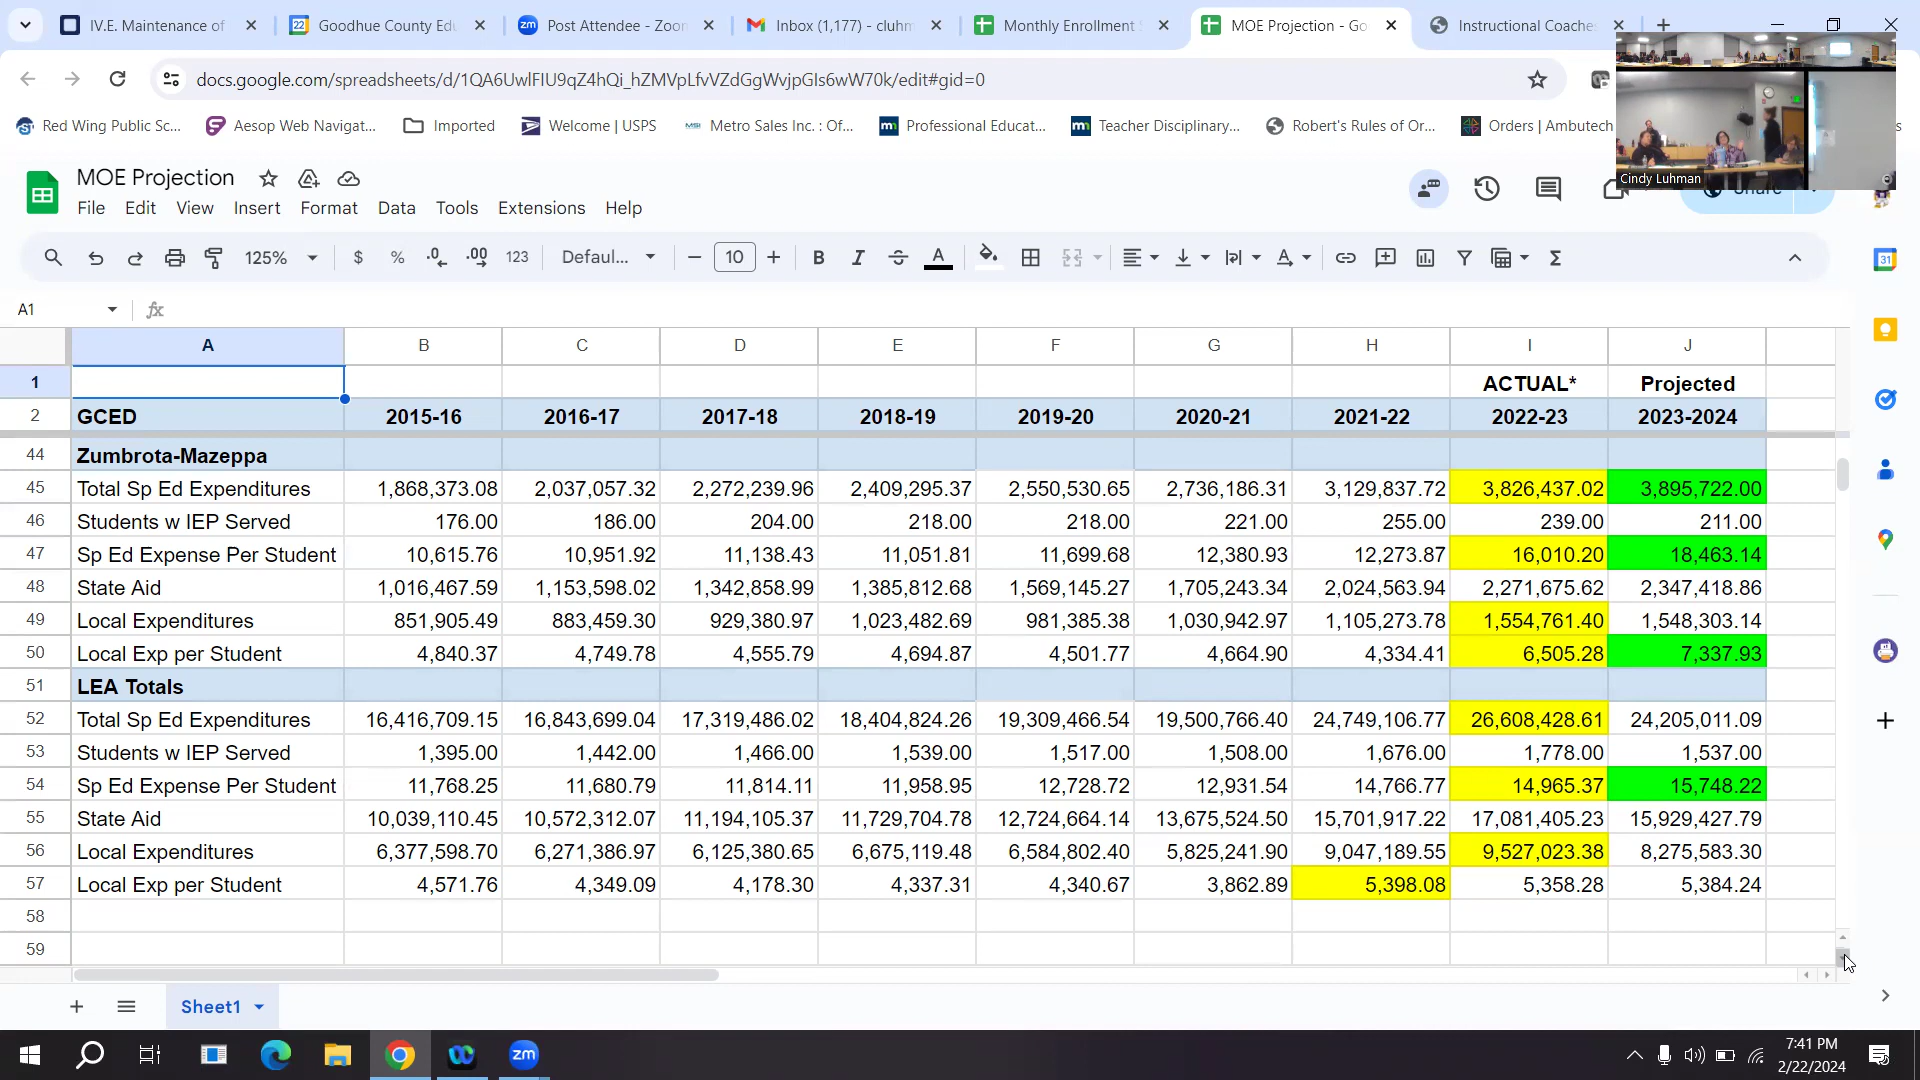 IV.E. Maintenance of
Goodhue County Edu
Post Attendee - Zoom
Inbox (1,177) - cluhm
Monthly Enrollment S
MOE Projection - Go
Instructional Coache
docs.google.com/spreadsheets/d/1QA6UwlFIU9qZ4hQi_hZMVpLfvVZdGgWvjpGIs6wW70k/edit#gid=0
Red Wing Public Sc... Aesop Web Navigat... Imported Welcome | USPS Metro Sales Inc. : Of... Professional Educat... Teacher Disciplinary... Robert's Rules of Or... Orders | Ambutech
Cindy Luhman
MOE Projection
File Edit View Insert Format Data Tools Extensions Help
Share
125% $ % .0 .00 123 Defaul... 10 B I A
A1 fx
A B C D E F G H I J
1 ACTUAL* Projected
2 GCED 2015-16 2016-17 2017-18 2018-19 2019-20 2020-21 2021-22 2022-23 2023-2024
44 Zumbrota-Mazeppa
45 Total Sp Ed Expenditures 1,868,373.08 2,037,057.32 2,272,239.96 2,409,295.37 2,550,530.65 2,736,186.31 3,129,837.72 3,826,437.02 3,895,722.00
46 Students w IEP Served 176.00 186.00 204.00 218.00 218.00 221.00 255.00 239.00 211.00
47 Sp Ed Expense Per Student 10,615.76 10,951.92 11,138.43 11,051.81 11,699.68 12,380.93 12,273.87 16,010.20 18,463.14
48 State Aid 1,016,467.59 1,153,598.02 1,342,858.99 1,385,812.68 1,569,145.27 1,705,243.34 2,024,563.94 2,271,675.62 2,347,418.86
49 Local Expenditures 851,905.49 883,459.30 929,380.97 1,023,482.69 981,385.38 1,030,942.97 1,105,273.78 1,554,761.40 1,548,303.14
50 Local Exp per Student 4,840.37 4,749.78 4,555.79 4,694.87 4,501.77 4,664.90 4,334.41 6,505.28 7,337.93
51 LEA Totals
52 Total Sp Ed Expenditures 16,416,709.15 16,843,699.04 17,319,486.02 18,404,824.26 19,309,466.54 19,500,766.40 24,749,106.77 26,608,428.61 24,205,011.09
53 Students w IEP Served 1,395.00 1,442.00 1,466.00 1,539.00 1,517.00 1,508.00 1,676.00 1,778.00 1,537.00
54 Sp Ed Expense Per Student 11,768.25 11,680.79 11,814.11 11,958.95 12,728.72 12,931.54 14,766.77 14,965.37 15,748.22
55 State Aid 10,039,110.45 10,572,312.07 11,194,105.37 11,729,704.78 12,724,664.14 13,675,524.50 15,701,917.22 17,081,405.23 15,929,427.79
56 Local Expenditures 6,377,598.70 6,271,386.97 6,125,380.65 6,675,119.48 6,584,802.40 5,825,241.90 9,047,189.55 9,527,023.38 8,275,583.30
57 Local Exp per Student 4,571.76 4,349.09 4,178.30 4,337.31 4,340.67 3,862.89 5,398.08 5,358.28 5,384.24
58
59
Sheet1
zm
7:41 PM
2/22/2024